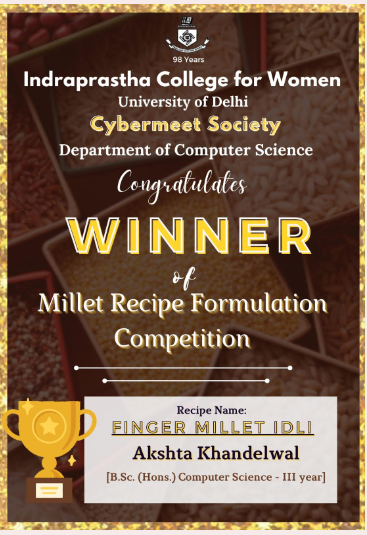 98 Years
Indraprastha College for Women
University of Delhi
Cybermeet Society
Department of Computer Science
Congratulates
WINNER
of
Millet Recipe Formulation
Competition
Recipe Name:
FINGER MILLET IDLI
Akshta Khandelwal
[B.Sc. (Hons.) Computer Science - III year]